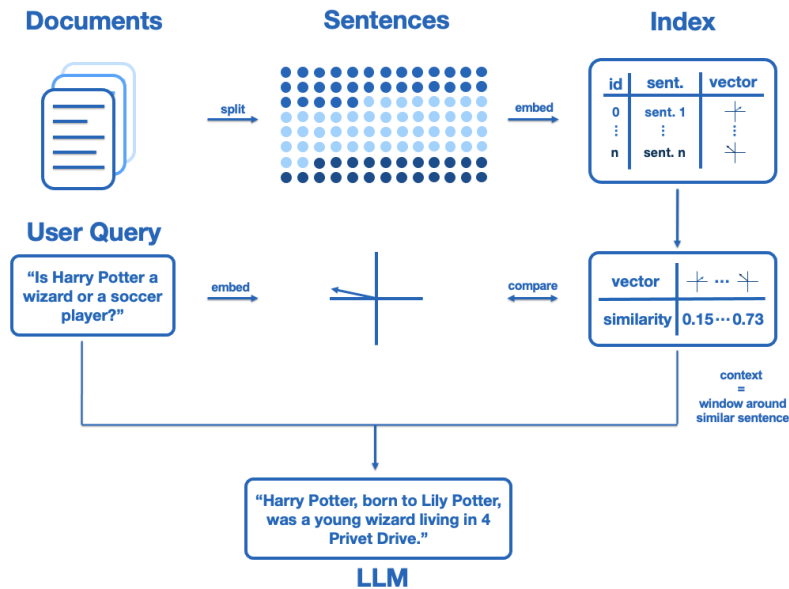 Documents
Sentences
Index
split
embed
id sent. vector
0 sent. 1
⋮ ⋮ ⋮
n sent. n
User Query
“Is Harry Potter a
wizard or a soccer
player?”
embed
compare
vector ···
similarity 0.15···0.73
context
=
window around
similar sentence
“Harry Potter, born to Lily Potter,
was a young wizard living in 4
Privet Drive.”
LLM